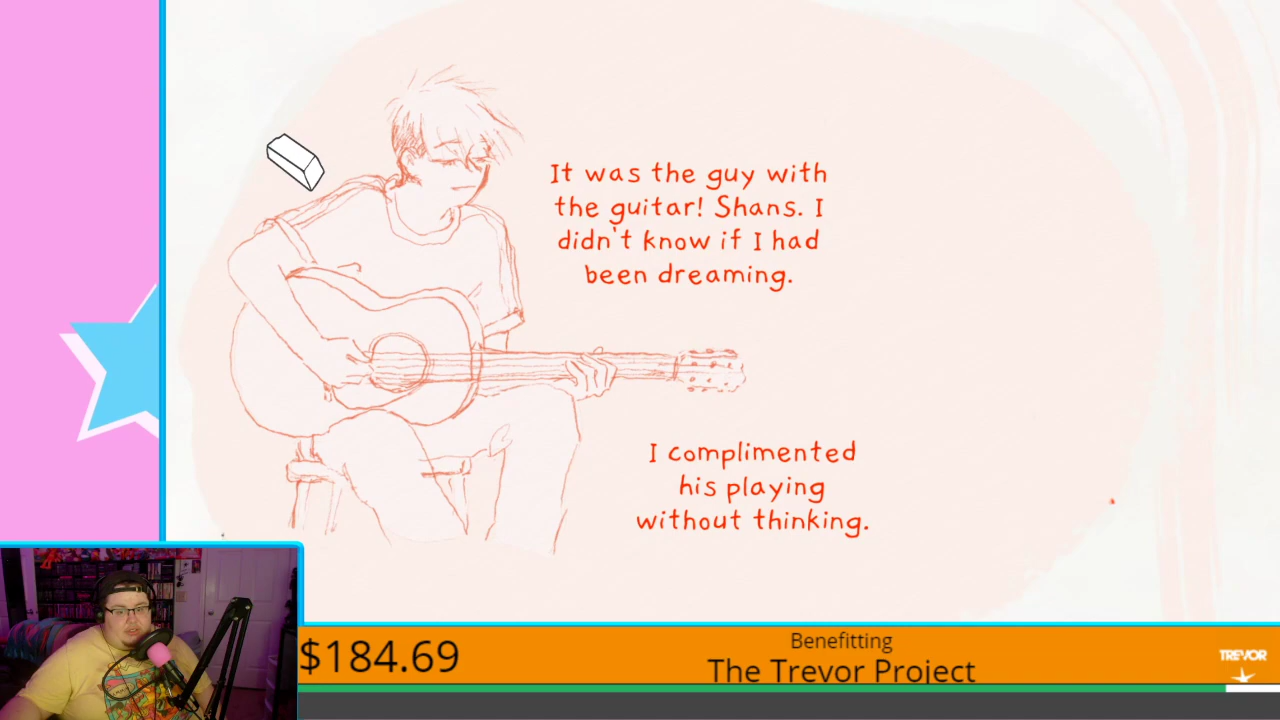 It was the guy with
the guitar! Shans. I
didn't know if I had
been dreaming.
I complimented
his playing
without thinking.
$184.69
Benefitting
The Trevor Project
TREVOR